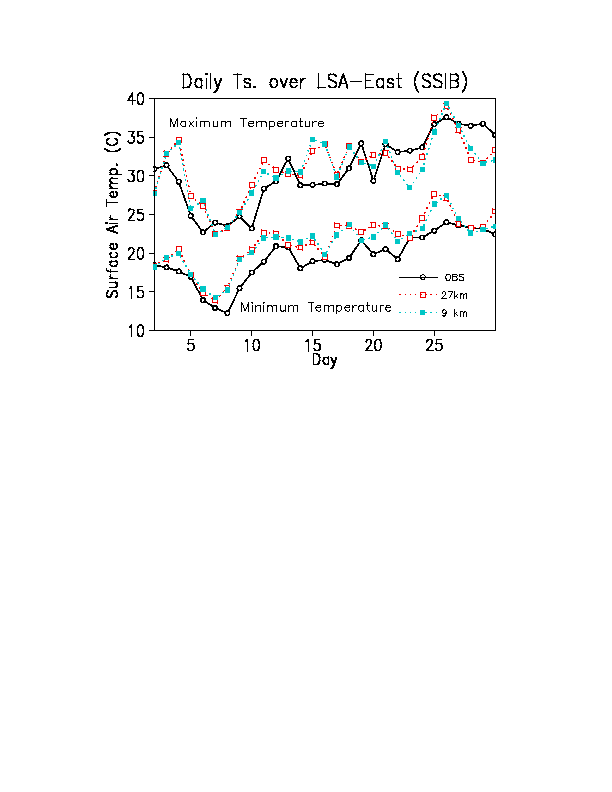 Daily Ts. over LSA-East (SSIB)
40
35
30
25
20
15
10
Surface Air Temp. (C)
Maximum Temperature
Minimum Temperature
OBS
27km
9 km
5
10
15
20
25
Day